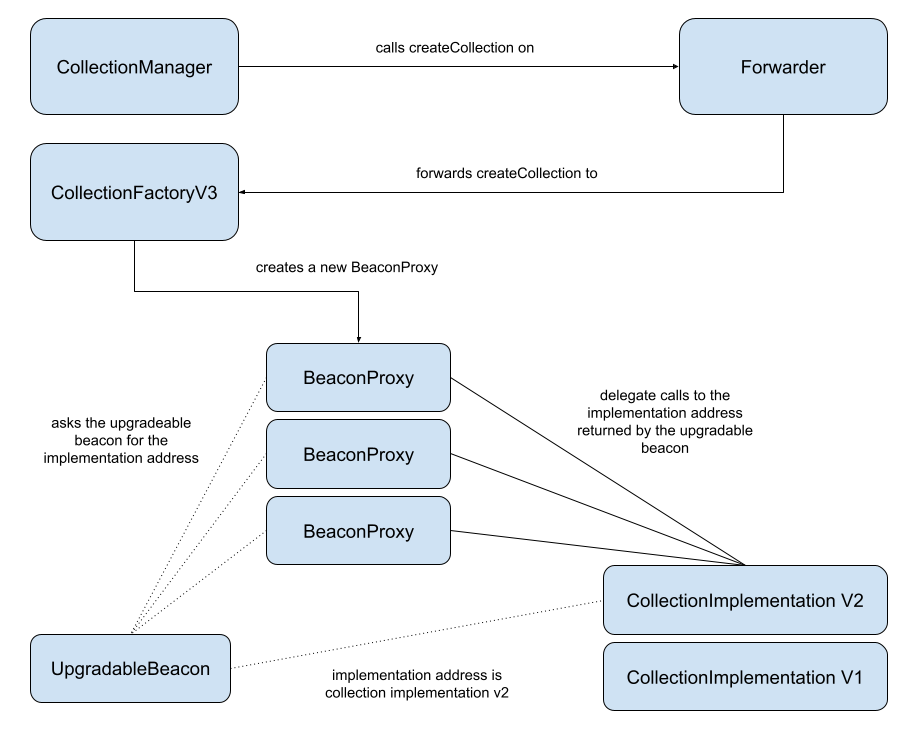 calls createCollection on
CollectionManager
Forwarder
forwards createCollection to
CollectionFactoryV3
creates a new BeaconProxy
BeaconProxy
delegate calls to the
implementation address
returned by the upgradable
beacon
asks the upgradeable
beacon for the
implementation address
BeaconProxy
BeaconProxy
CollectionImplementation V2
UpgradableBeacon
implementation address is
collection implementation v2
CollectionImplementation V1